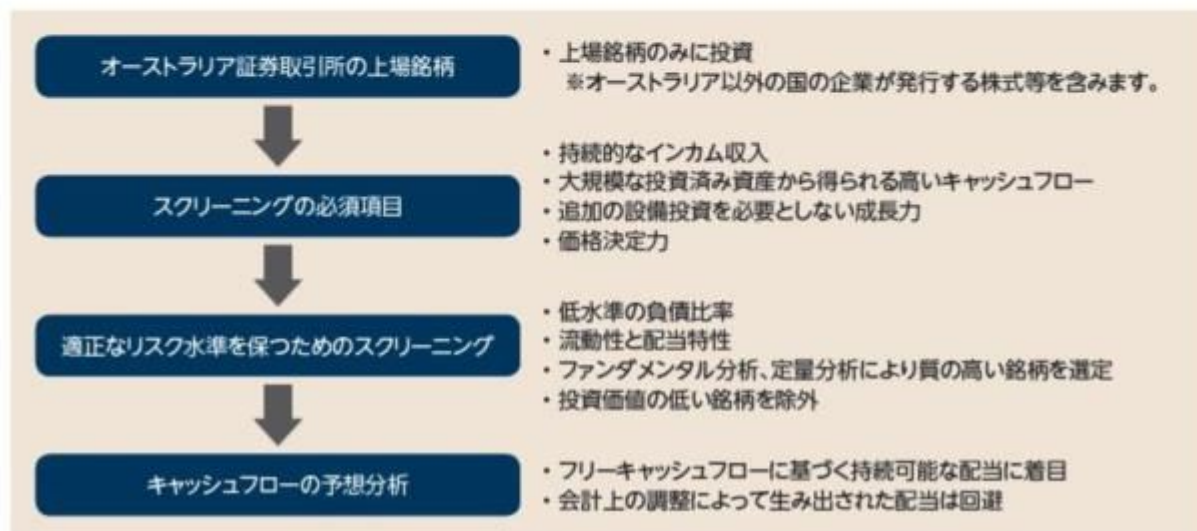 オーストラリア証券取引所の上場銘柄
・上場銘柄のみに投資
※オーストラリア以外の国の企業が発行する株式等を含みます。
スクリーニングの必須項目
・持続的なインカム収入
・大規模な投資済み資産から得られる高いキャッシュフロー
・追加の設備投資を必要としない成長力
・価格決定力
適正なリスク水準を保つためのスクリーニング
・低水準の負債比率
・流動性と配当特性
・ファンダメンタル分析、定量分析により質の高い銘柄を選定
・投資価値の低い銘柄を除外
キャッシュフローの予想分析
・フリーキャッシュフローに基づく持続可能な配当に着目
・会計上の調整によって生み出された配当は回避